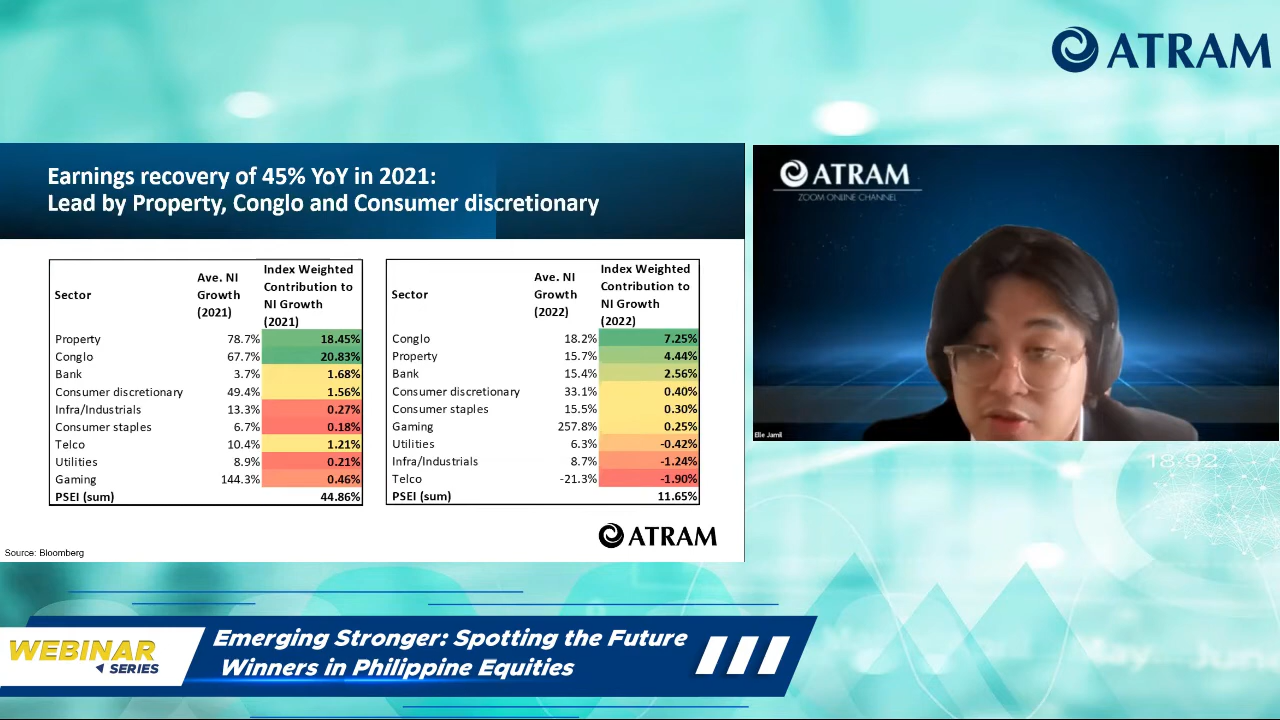 ATRAM
Earnings recovery of 45% YoY in 2021:
Lead by Property, Conglo and Consumer discretionary
Sector Ave. NI Growth (2021) Index Weighted Contribution to NI Growth (2021)
Property 78.7% 18.45%
Conglo 67.7% 20.83%
Bank 3.7% 1.68%
Consumer discretionary 49.4% 1.56%
Infra/Industrials 13.3% 0.27%
Consumer staples 6.7% 0.18%
Telco 10.4% 1.21%
Utilities 8.9% 0.21%
Gaming 144.3% 0.46%
PSEI (sum) 44.86%
Sector Ave. NI Growth (2022) Index Weighted Contribution to NI Growth (2022)
Conglo 18.2% 7.25%
Property 15.7% 4.44%
Bank 15.4% 2.56%
Consumer discretionary 33.1% 0.40%
Consumer staples 15.5% 0.30%
Gaming 257.8% 0.25%
Utilities 6.3% -0.42%
Infra/Industrials 8.7% -1.24%
Telco -21.3% -1.90%
PSEI (sum) 11.65%
ATRAM
Source: Bloomberg
ATRAM
ZOOM ONLINE CHANNEL
Elle Jamil
18.92
May June
WEBINAR
SERIES
Emerging Stronger: Spotting the Future
Winners in Philippine Equities